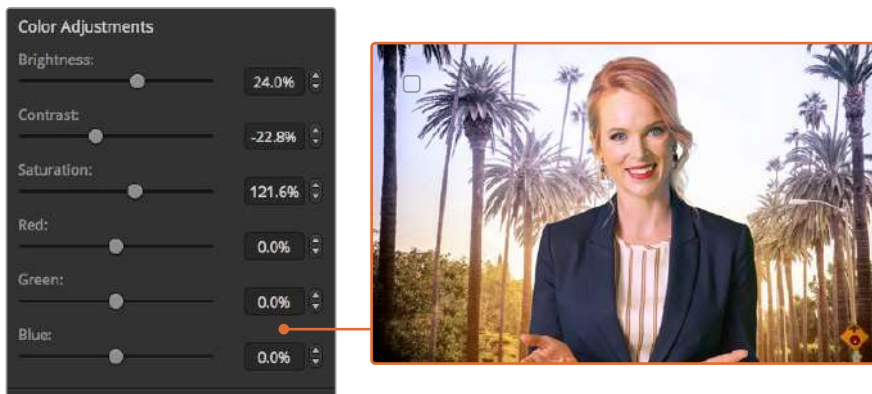 Color Adjustments
Brightness:
24.0%
Contrast:
-22.8%
Saturation:
121.6%
Red:
0.0%
Green:
0.0%
Blue:
0.0%